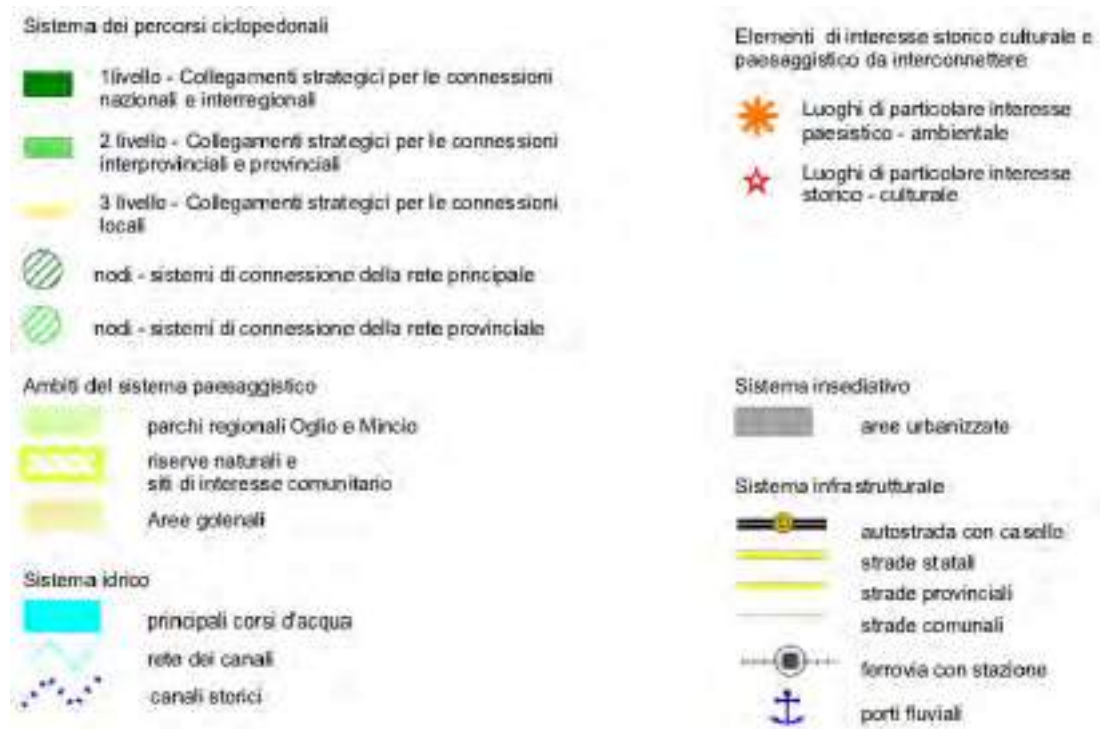 Sistema dei percorsi ciclopedonali
1livello - Collegamenti strategici per le connessioni
nazionali e interregionali
2 livello - Collegamenti strategici per le connessioni
interprovinciali e provinciali
3 livello - Collegamenti strategici per le connessioni
locali
nodi - sistemi di connessione della rete principale
nodi - sistemi di connessione della rete provinciale
Elementi di interesse storico culturale e
paesaggistico da interconnettere
Luoghi di particolare interesse
paesistico - ambientale
Luoghi di particolare interesse
storico - culturale
Ambiti del sistema paesaggistico
parchi regionali Oglio e Mincio
riserve naturali e
siti di interesse comunitario
Aree golenali
Sistema idrico
principali corsi d'acqua
rete dei canali
canali storici
Sistema insediativo
aree urbanizzate
Sistema infrastrutturale
autostrada con casello
strade statali
strade provinciali
strade comunali
ferrovia con stazione
porti fluviali